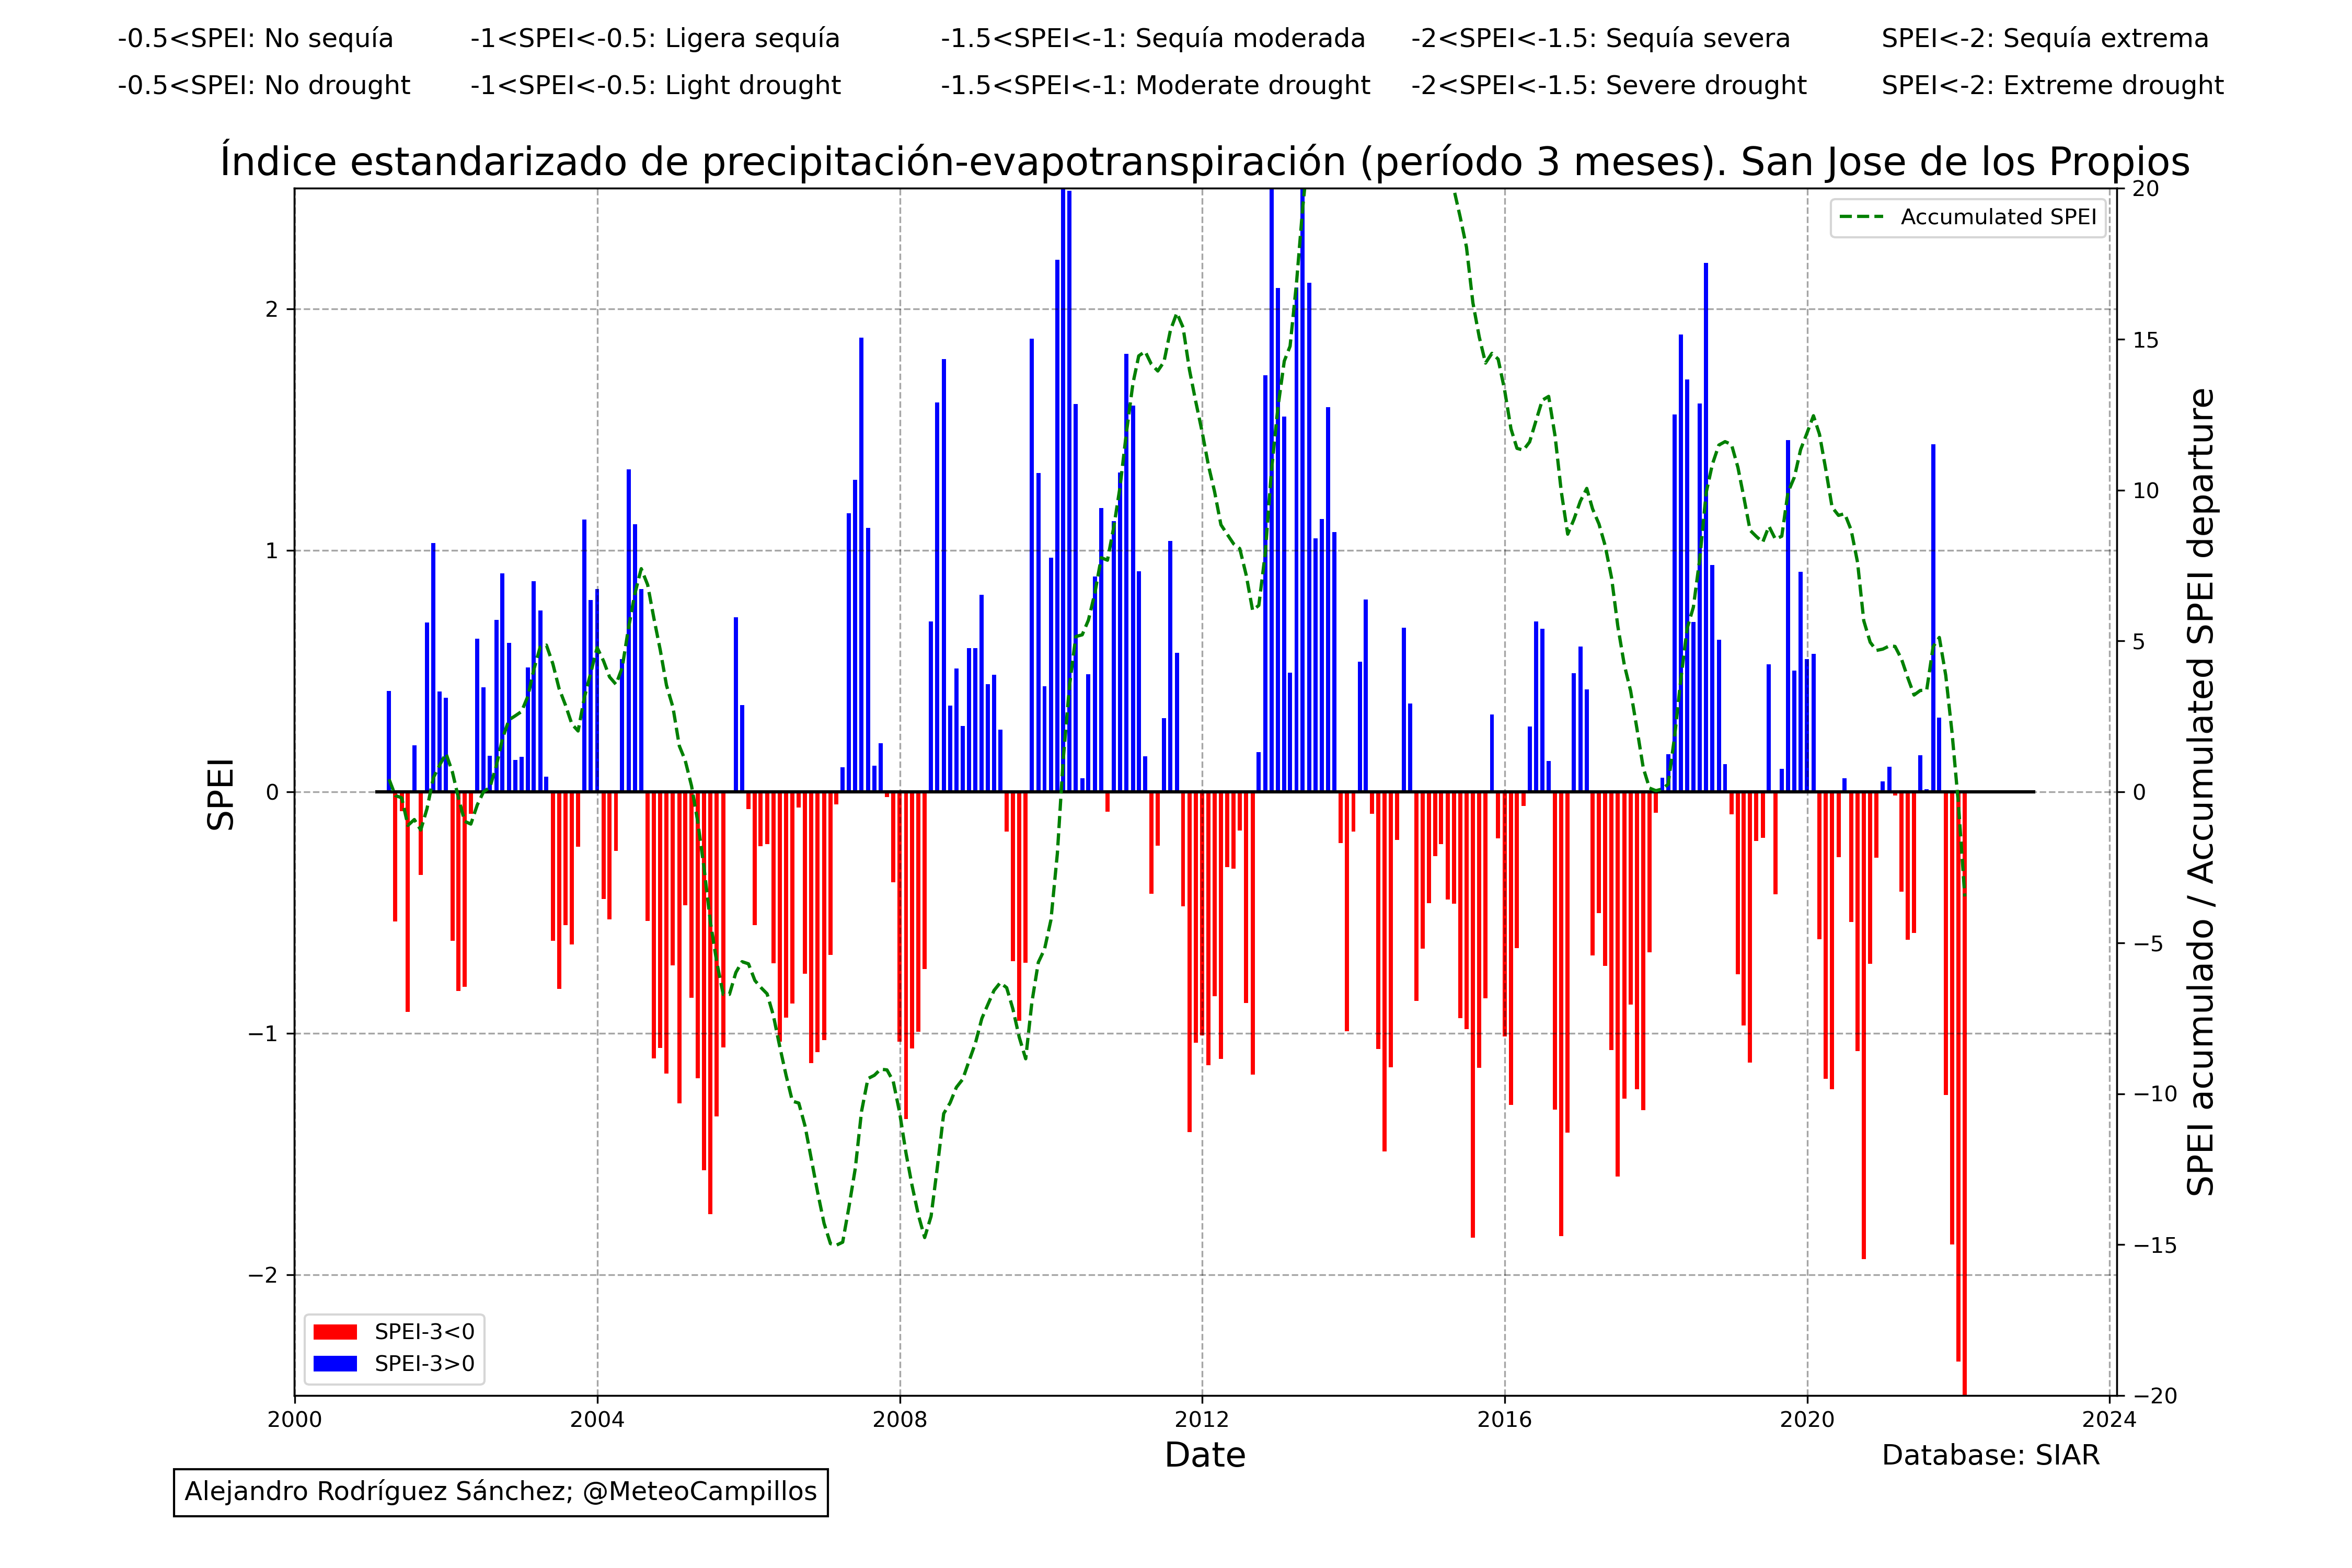 -0.5<SPEI: No sequía -1<SPEI<-0.5: Ligera sequía -1.5<SPEI<-1: Sequía moderada -2<SPEI<-1.5: Sequía severa SPEI<-2: Sequía extrema
-0.5<SPEI: No drought -1<SPEI<-0.5: Light drought -1.5<SPEI<-1: Moderate drought -2<SPEI<-1.5: Severe drought SPEI<-2: Extreme drought
Índice estandarizado de precipitación-evapotranspiración (período 3 meses). San Jose de los Propios
Accumulated SPEI
SPEI
2
1
0
−1
−2
20
15
10
5
0
−5
−10
−15
−20
SPEI acumulado / Accumulated SPEI departure
SPEI-3<0
SPEI-3>0
2000 2004 2008 2012 2016 2020 2024
Date
Database: SIAR
Alejandro Rodríguez Sánchez; @MeteoCampillos